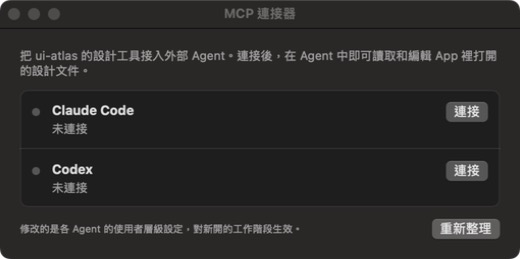 MCP 連接器
把 ui-atlas 的設計工具接入外部 Agent。連接後，在 Agent 中即可讀取和編輯 App 裡打開
的設計文件。
Claude Code
未連接
連接
Codex
未連接
連接
修改的是各 Agent 的使用者層級設定，對新開的工作階段生效。
重新整理